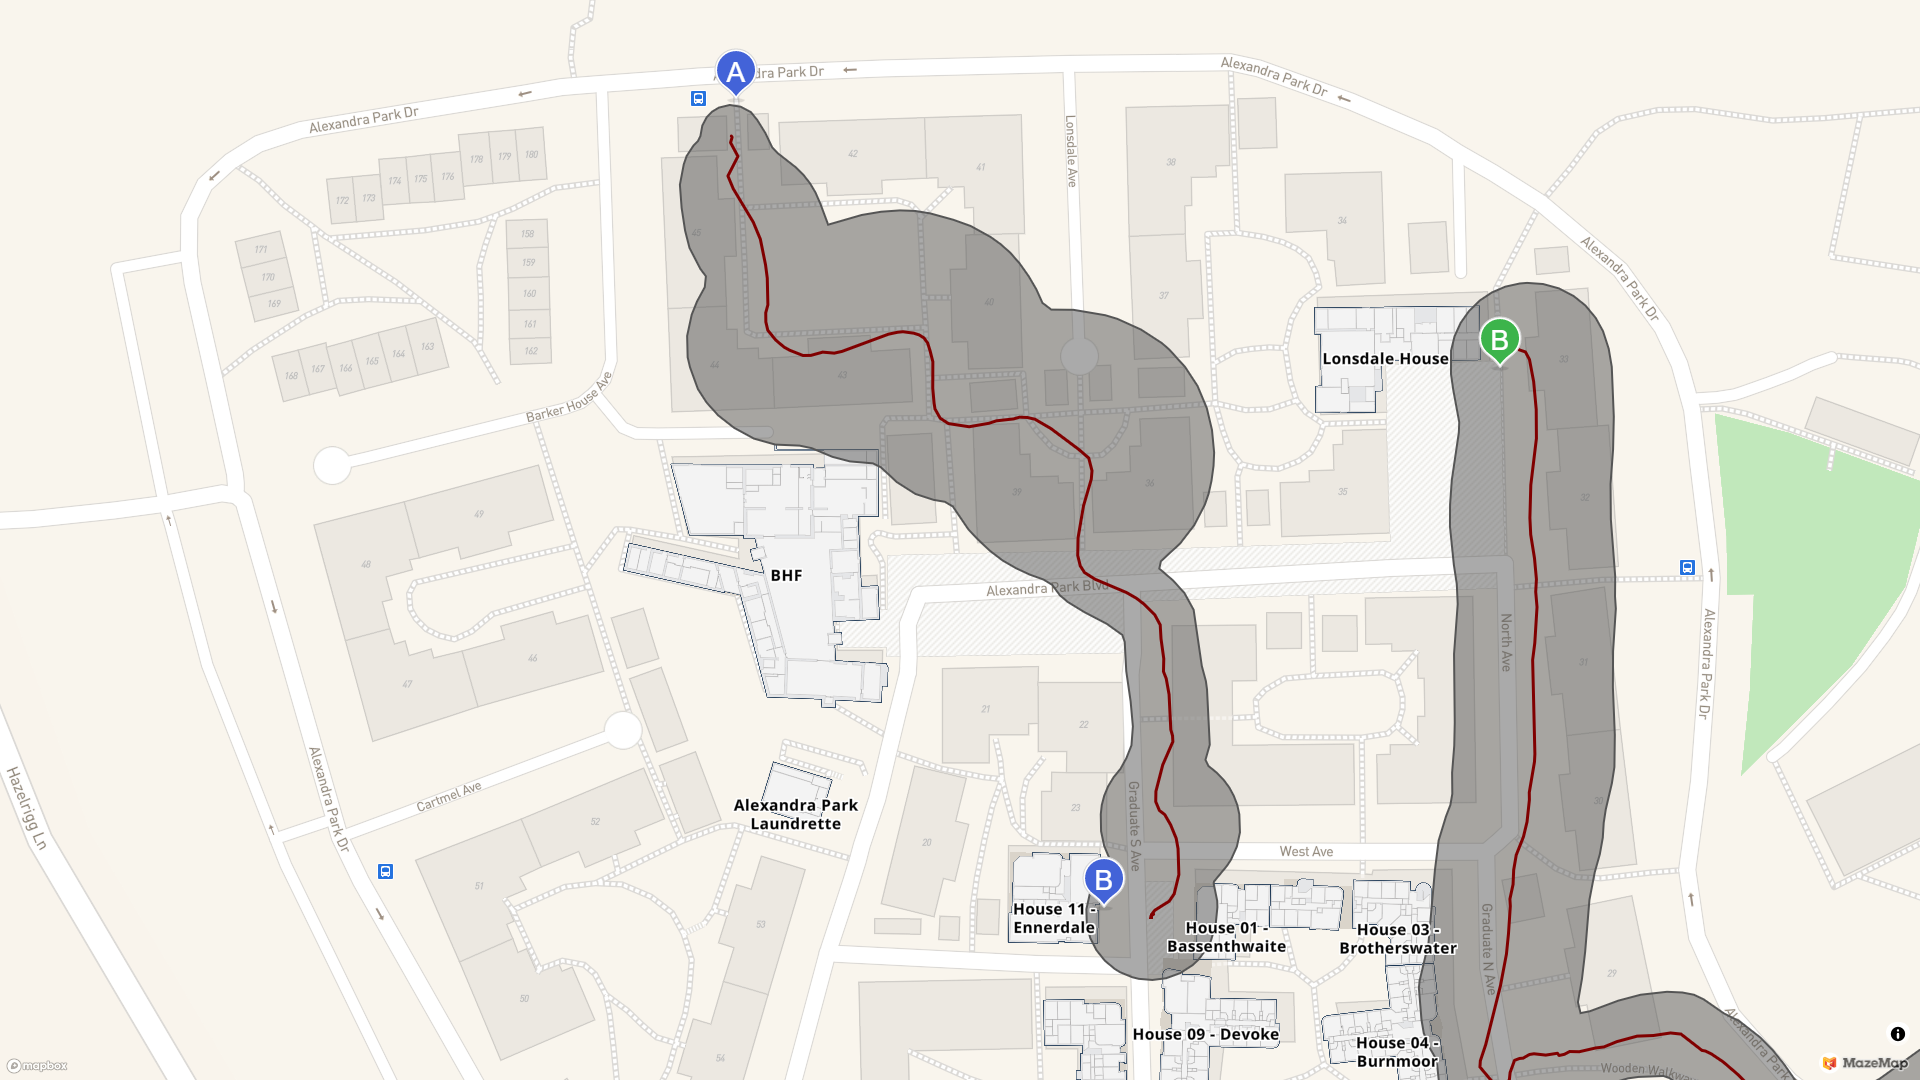 A
Alexandra Park Dr
Alexandra Park Dr
Alexandra Park Dr
Alexandra Park Dr
Lonsdale Ave
42
41
38
180
179
178
176
175
174
173
172
171
170
169
158
159
160
161
162
163
164
165
166
167
168
45
44
43
40
37
34
33
B
Lonsdale House
Barker House Ave
39
36
35
32
49
48
47
46
BHF
Alexandra Park Blvd
North Ave
31
30
Alexandra Park Dr
21
22
23
20
Hazelrigg Ln
Alexandra Park Dr
Cartmel Ave
Alexandra Park
Laundrette
Graduate S Ave
West Ave
52
51
50
53
54
B
House 11 -
Ennerdale
House 01 -
Bassenthwaite
House 03 -
Brotherswater
Graduate N Ave
29
House 09 - Devoke
House 04 -
Burnmoor
Alexandra Park
Wooden Walkway
mapbox
MazeMap